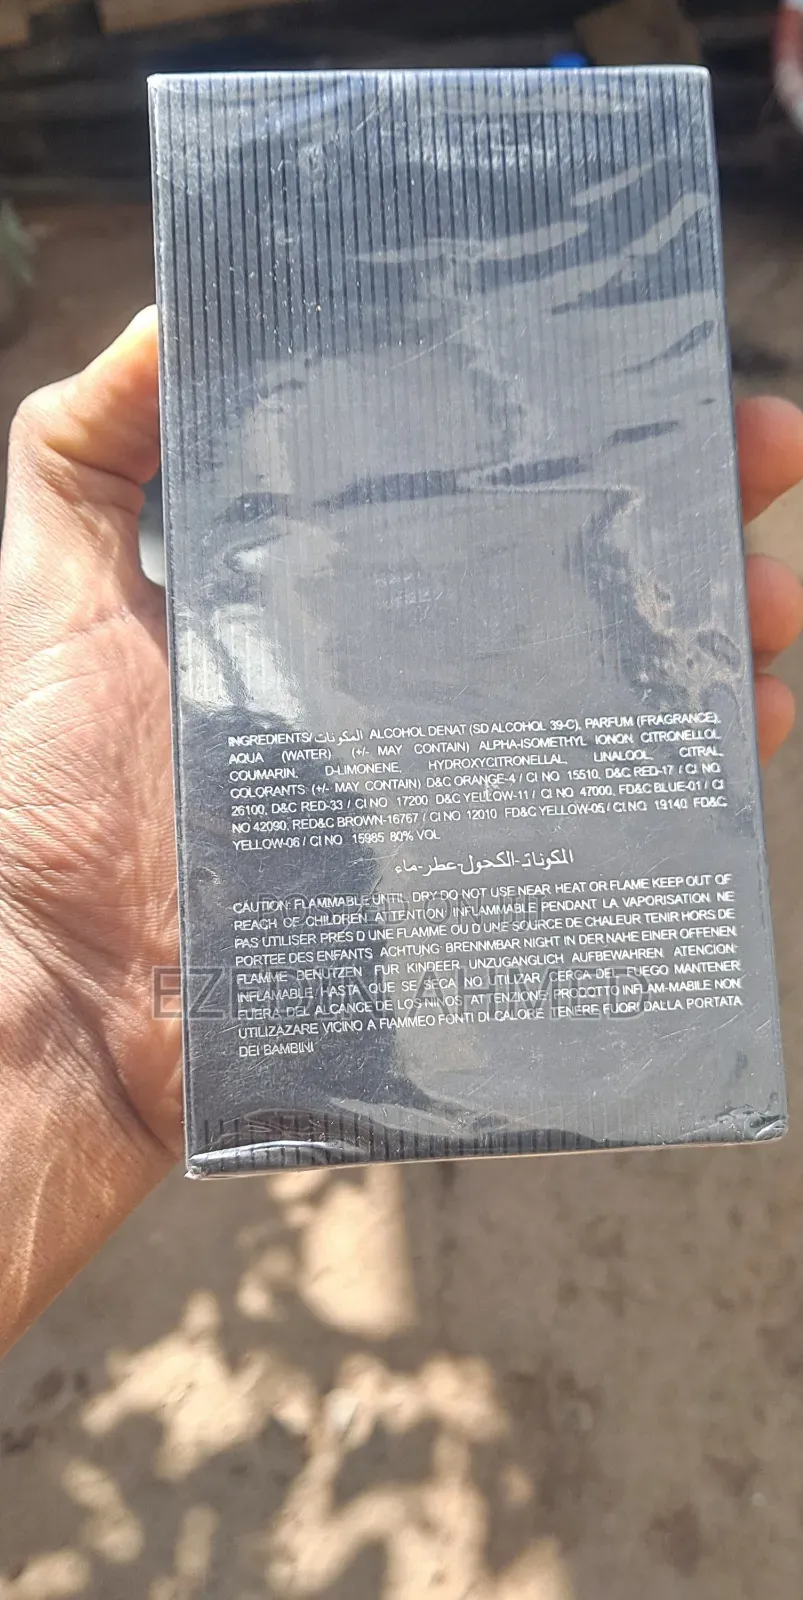 INGREDIENTS/المكونات ALCOHOL DENAT (SD ALCOHOL 39-C), PARFUM (FRAGRANCE),
AQUA (WATER) (+/- MAY CONTAIN) ALPHA-ISOMETHYL IONON, CITRONELLOL
COUMARIN, D-LIMONENE, HYDROXYCITRONELLAL, LINALOOL, CITRAL,
COLORANTS: (+/- MAY CONTAIN) D&C ORANGE-4 / CI NO 15510, D&C RED-17 / CI NO
26100, D&C RED-33 / CI NO 17200 D&C YELLOW-11 / CI NO 47000, FD&C BLUE-01 / CI
NO 42090, RED&C BROWN-16767 / CI NO 12010 FD&C YELLOW-05 / CI NO 19140 FD&C
YELLOW-06 / CI NO 15985 80% VOL
المكونات-الكحول-عطر-ماء
CAUTION: FLAMMABLE UNTIL DRY DO NOT USE NEAR HEAT OR FLAME KEEP OUT OF
REACH OF CHILDREN ATTENTION: INFLAMMABLE PENDANT LA VAPORISATION NE
PAS UTILISER PRES D UNE FLAMME OU D UNE SOURCE DE CHALEUR TENIR HORS DE
PORTEE DES ENFANTS ACHTUNG: BRENNMBAR NIGHT IN DER NAHE EINER OFFENEN
FLAMME BENUTZEN FUR KINDEER UNZUGANGLICH AUFBEWAHREN ATENCION:
INFLAMABLE HASTA QUE SE SECA NO UTILIZAR CERCA DEL FUEGO MANTENER
FUERA DEL ALCANCE DE LOS NINOS ATTENZIONE: PRODOTTO INFLAM-MABILE NON
UTILIZAZARE VICINO A FIAMMEO FONTI DI CALORE TENERE FUORI DALLA PORTATA
DEI BAMBINI
EZEDIN AHMED